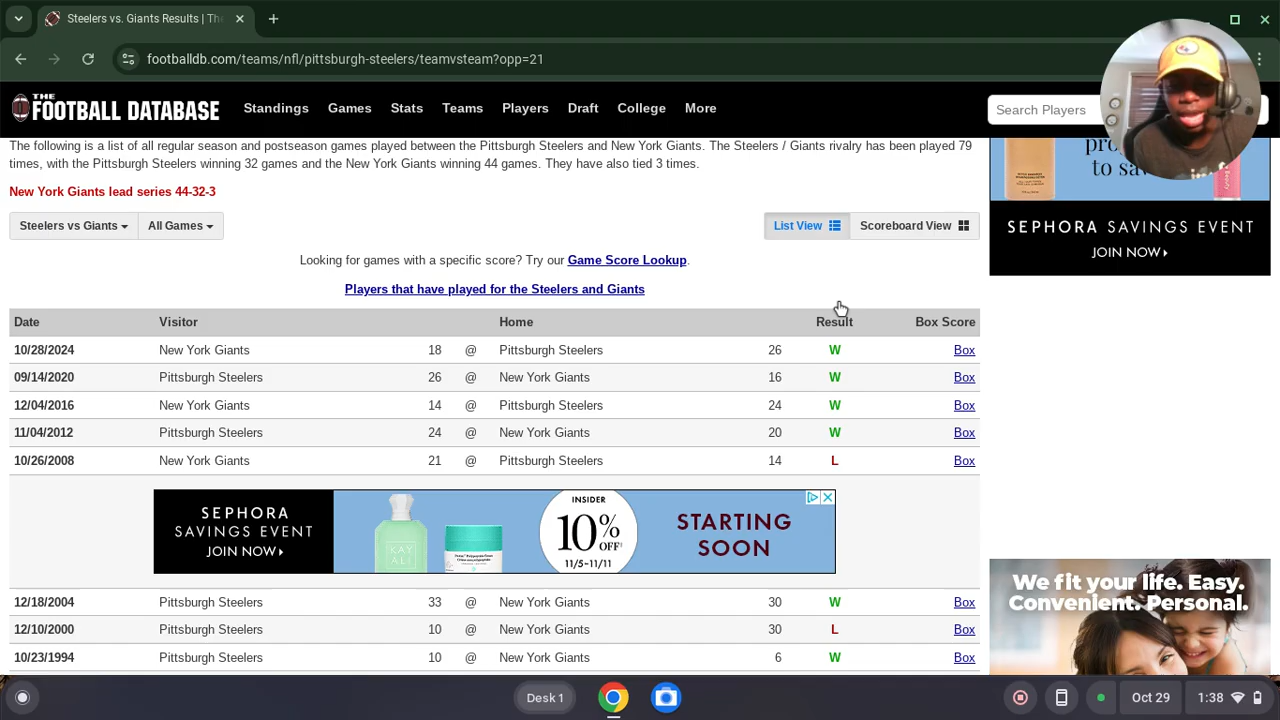 Steelers vs. Giants Results | Th
footballdb.com/teams/nfl/pittsburgh-steelers/teamvsteam?opp=21
THE FOOTBALL DATABASE
Standings Games Stats Teams Players Draft College More
Search Players
The following is a list of all regular season and postseason games played between the Pittsburgh Steelers and New York Giants. The Steelers / Giants rivalry has been played 79
times, with the Pittsburgh Steelers winning 32 games and the New York Giants winning 44 games. They have also tied 3 times.
New York Giants lead series 44-32-3
Steelers vs Giants All Games
List View Scoreboard View
Looking for games with a specific score? Try our Game Score Lookup.
Players that have played for the Steelers and Giants
Date Visitor Home Result Box Score
10/28/2024 New York Giants 18 @ Pittsburgh Steelers 26 W Box
09/14/2020 Pittsburgh Steelers 26 @ New York Giants 16 W Box
12/04/2016 New York Giants 14 @ Pittsburgh Steelers 24 W Box
11/04/2012 Pittsburgh Steelers 24 @ New York Giants 20 W Box
10/26/2008 New York Giants 21 @ Pittsburgh Steelers 14 L Box
SEPHORA
SAVINGS EVENT
JOIN NOW
KAYALI
INSIDER
10% OFF
11/5–11/11
STARTING
SOON
12/18/2004 Pittsburgh Steelers 33 @ New York Giants 30 W Box
12/10/2000 Pittsburgh Steelers 10 @ New York Giants 30 L Box
10/23/1994 Pittsburgh Steelers 10 @ New York Giants 6 W Box
to sa
SEPHORA SAVINGS EVENT
JOIN NOW
We fit your life. Easy.
Convenient. Personal.
Desk 1
Oct 29
1:38